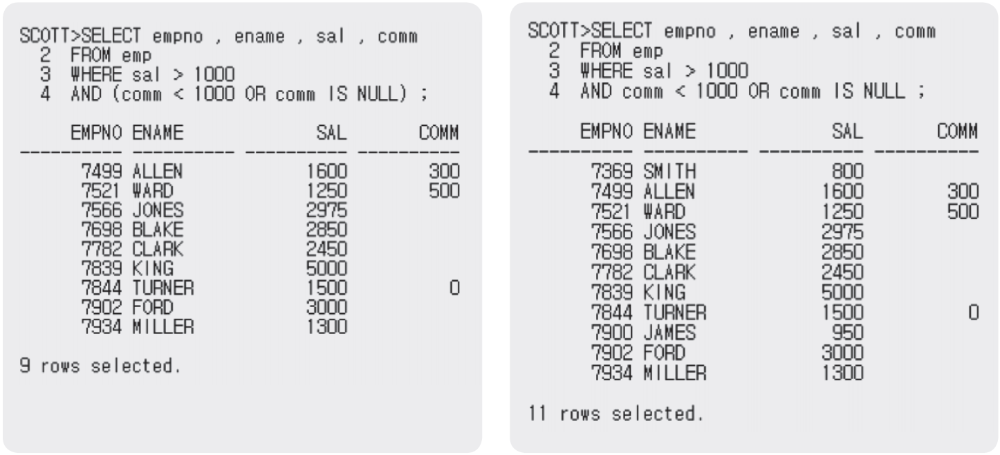 SCOTT>SELECT empno , ename , sal , comm
2 FROM emp
3 WHERE sal > 1000
4 AND (comm < 1000 OR comm IS NULL) ;
EMPNO ENAME SAL COMM
---------- ---------- ---------- ----------
7499 ALLEN 1600 300
7521 WARD 1250 500
7566 JONES 2975
7698 BLAKE 2850
7782 CLARK 2450
7839 KING 5000
7844 TURNER 1500 0
7902 FORD 3000
7934 MILLER 1300
9 rows selected.
SCOTT>SELECT empno , ename , sal , comm
2 FROM emp
3 WHERE sal > 1000
4 AND comm < 1000 OR comm IS NULL ;
EMPNO ENAME SAL COMM
---------- ---------- ---------- ----------
7369 SMITH 800
7499 ALLEN 1600 300
7521 WARD 1250 500
7566 JONES 2975
7698 BLAKE 2850
7782 CLARK 2450
7839 KING 5000
7844 TURNER 1500 0
7900 JAMES 950
7902 FORD 3000
7934 MILLER 1300
11 rows selected.